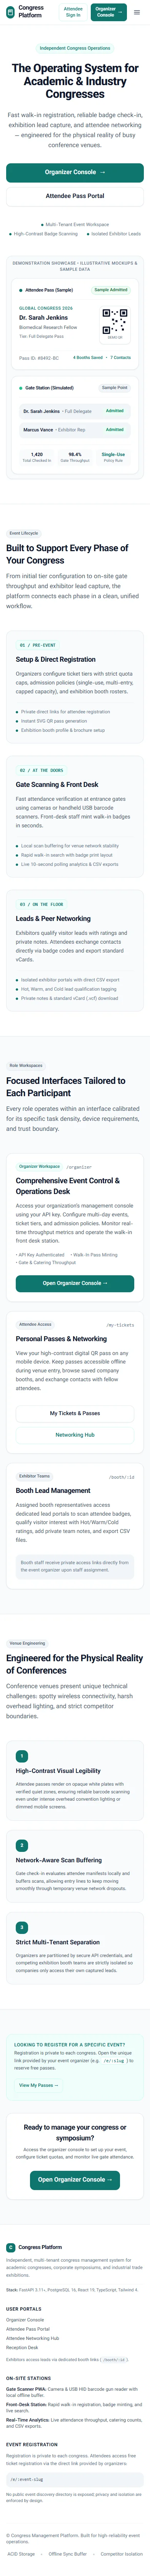 Congress
Platform
Attendee
Sign In
Organizer
Console →
Independent Congress Operations
The Operating System for
Academic & Industry
Congresses
Fast walk-in registration, reliable badge check-in,
session scanning, catering, and attendee networking
— engineered for the physical reality of busy
conference venues.
Organizer Console →
Attendee Pass Portal
Multi-Tenant Event Workspace
High-Contrast Badge Scanning
Isolated Exhibitor Leads
DEMONSTRATION SHOWCASE · ILLUSTRATIVE MOCKUPS &
SAMPLE DATA
Attendee Pass (Sample)
Sample Admitted
GLOBAL CONGRESS 2026
Dr. Sarah Jenkins
Biomedical Research Fellow
Tier: Full Delegate Pass
Pass ID: #8492-BC
4 Booths Saved • 7 Contacts
Gate Station (Simulated)
Sample Point
Dr. Sarah Jenkins • Full Delegate
Admitted
Marcus Vance • Exhibitor Rep
Admitted
1,420
Total Checked In
98.4%
Gate Throughput
Single-Use
Policy Rule
Event Lifecycle
Built to Support Every Phase of
Your Congress
From initial tier configuration to on-site gate
throughput and exhibitor lead capture, the
platform connects each phase in a clean, unified
workflow.
01 / PRE-EVENT
Setup & Direct Registration
Organizers configure ticket tiers with strict quota
caps, admission policies (single-use, multi-entry,
capped capacity), and exhibition booth rosters.
Private direct links for attendee registration
Instant SVG QR pass generation
Exhibition booth profile & brochure setup
02 / AT THE DOORS
Gate Scanning & Front Desk
Fast attendance verification at entrance gates
using cameras or handheld USB barcode
scanners. Front-desk staff mint walk-in badges
in seconds.
Local scan buffering for venue network stability
Rapid walk-in search with badge print layout
Live 10-second polling analytics & CSV exports
03 / ON THE FLOOR
Leads & Peer Networking
Exhibitors qualify visitor leads with ratings and
private notes. Attendees exchange contacts
directly via badge codes and export standard
vCards.
Isolated exhibitor portals with direct CSV export
Hot, Warm, and Cold lead qualification tagging
Private notes & standard vCard (.vcf) download
Role Workspaces
Focused Interfaces Tailored to
Each Participant
Every role operates within an interface calibrated
for its specific task density, device requirements,
and trust boundary.
Organizer Workspace
/organizer
Comprehensive Event Control &
Operations Desk
Access your organization's management console
using your API key. Configure multi-day events,
ticket tiers, and admission policies. Monitor real-
time throughput metrics and operate the walk-in
front desk station.
• API Key Authenticated
• Walk-in Pass Minting
• Gate & Catering Throughput
Open Organizer Console →
Attendee Access
/my-tickets
Personal Passes & Networking
View your high-contrast digital QR pass on any
mobile device. Keep passes accessible offline
during venue entry, browse saved company
booths, and exchange contacts with fellow
attendees.
My Tickets & Passes
Networking Hub
Exhibitor Teams
/booth/:id
Booth Lead Management
Assigned booth representatives access
dedicated lead portals to scan attendee badges,
qualify visitor interest with Hot/Warm/Cold
ratings, add private team notes, and export CSV
files.
Booth staff receive private access links directly from
the event organizer upon staff assignment.
Venue Engineering
Engineered for the Physical Reality
of Conferences
Conference venues present unique technical
challenges: spotty wireless connectivity, harsh
overhead lighting, and strict competitor
boundaries.
1
High-Contrast Visual Legibility
Attendee passes render on opaque white plates with
verified quiet zones, ensuring reliable barcode scanning
even under intense overhead convention lighting or
dimmed mobile screens.
2
Network-Aware Scan Buffering
Gate check-in evaluates attendee manifests locally and
buffers scans, allowing entry lines to keep moving
smoothly through temporary venue network dropouts.
3
Strict Multi-Tenant Separation
Organizers are partitioned by secure API credentials, and
competing exhibition booth teams are strictly isolated so
companies only access their own captured leads.
LOOKING TO REGISTER FOR A SPECIFIC EVENT?
Registration is private to each congress. Open the unique
link provided by your event organizer (e.g. /e/:slug) to
reserve free passes.
View My Passes →
Ready to manage your congress or
symposium?
Access the organizer console to set up your event,
configure ticket quotas, and monitor live gate attendance.
Open Organizer Console →
C Congress Platform
Independent, multi-tenant congress management system for
academic congresses, corporate symposiums, and industrial trade
exhibitions.
Stack: FastAPI 3.11+, PostgreSQL 16, React 19, TypeScript, Tailwind 4
USER PORTALS
Organizer Console
Attendee Pass Portal
Attendee Networking Hub
Reception Desk
Exhibitors access leads via dedicated booth links (/booth/:id).
ON-SITE STATIONS
Gate Scanner PWA: Camera & USB HID barcode gun reader with
local offline buffer.
Front-Desk Station: Rapid walk-in registration, badge minting, and
live search.
Real-Time Analytics: Live attendance throughput, catering counts,
and CSV exports.
EVENT REGISTRATION
Registration is private to each congress. Attendees access free
ticket registration via the direct link provided by organizers:
/e/:event-slug
No public event discovery directory is exposed; privacy and isolation are
enforced by design.
© Congress Management Platform. Built for high-reliability event
operations.
ACID Storage
Offline Sync Buffer
Competitor Isolation